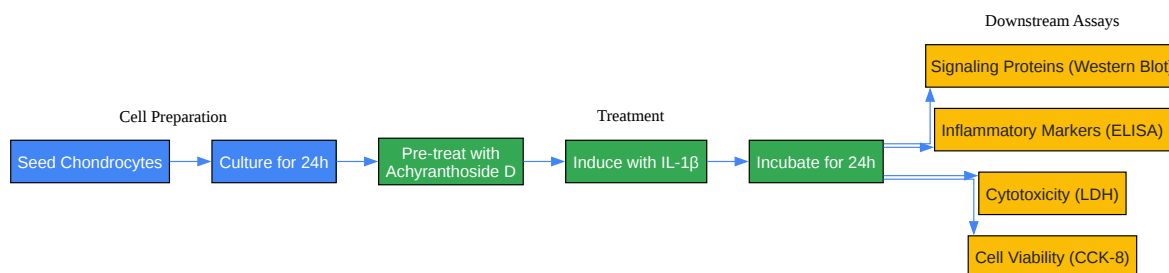 Downstream Assays
Signaling Proteins (Western Blot)
Cell Preparation
Treatment
Inflammatory Markers (ELISA)
Seed Chondrocytes
Culture for 24h
Pre-treat with
Achyranthoside D
Induce with IL-1β
Incubate for 24h
Cytotoxicity (LDH)
Cell Viability (CCK-8)